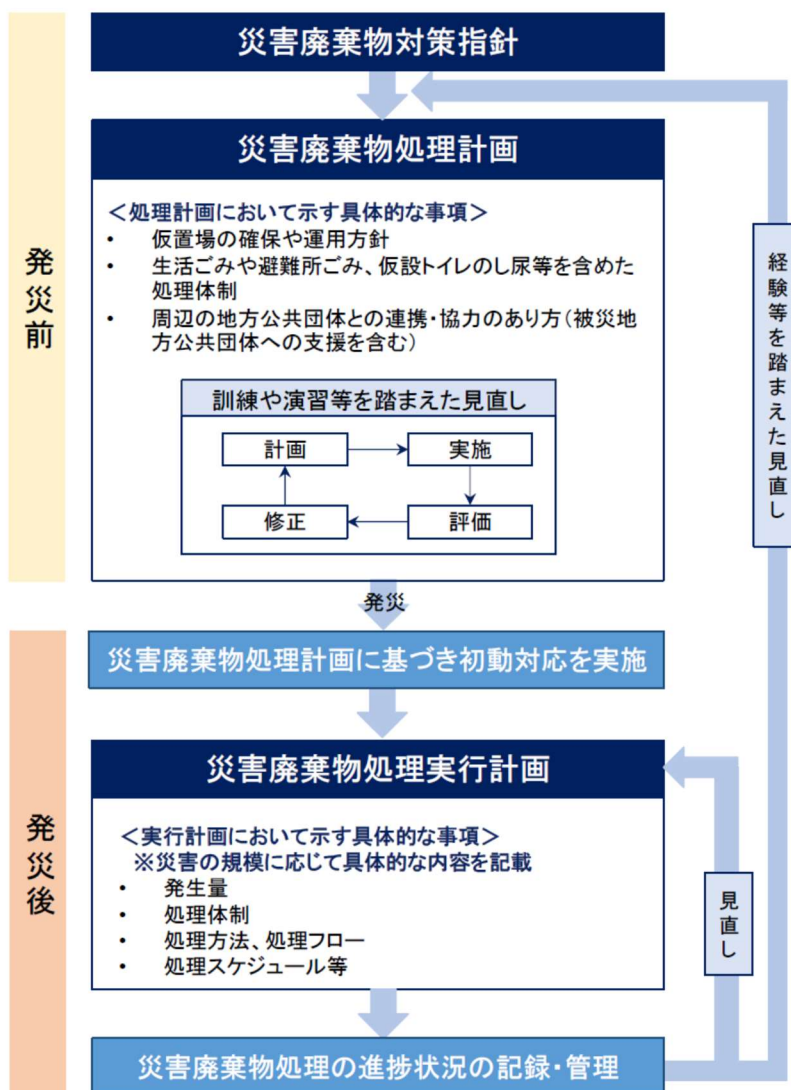 災害廃棄物対策指針
発災前
災害廃棄物処理計画
＜処理計画において示す具体的な事項＞
• 仮置場の確保や運用方針
• 生活ごみや避難所ごみ、仮設トイレのし尿等を含めた
処理体制
• 周辺の地方公共団体との連携・協力のあり方（被災地
方公共団体への支援を含む）
訓練や演習等を踏まえた見直し
計画
実施
修正
評価
経験等を踏まえた見直し
発災
発災後
災害廃棄物処理計画に基づき初動対応を実施
災害廃棄物処理実行計画
＜実行計画において示す具体的な事項＞
※災害の規模に応じて具体的な内容を記載
• 発生量
• 処理体制
• 処理方法、処理フロー
• 処理スケジュール等
見直し
災害廃棄物処理の進捗状況の記録・管理